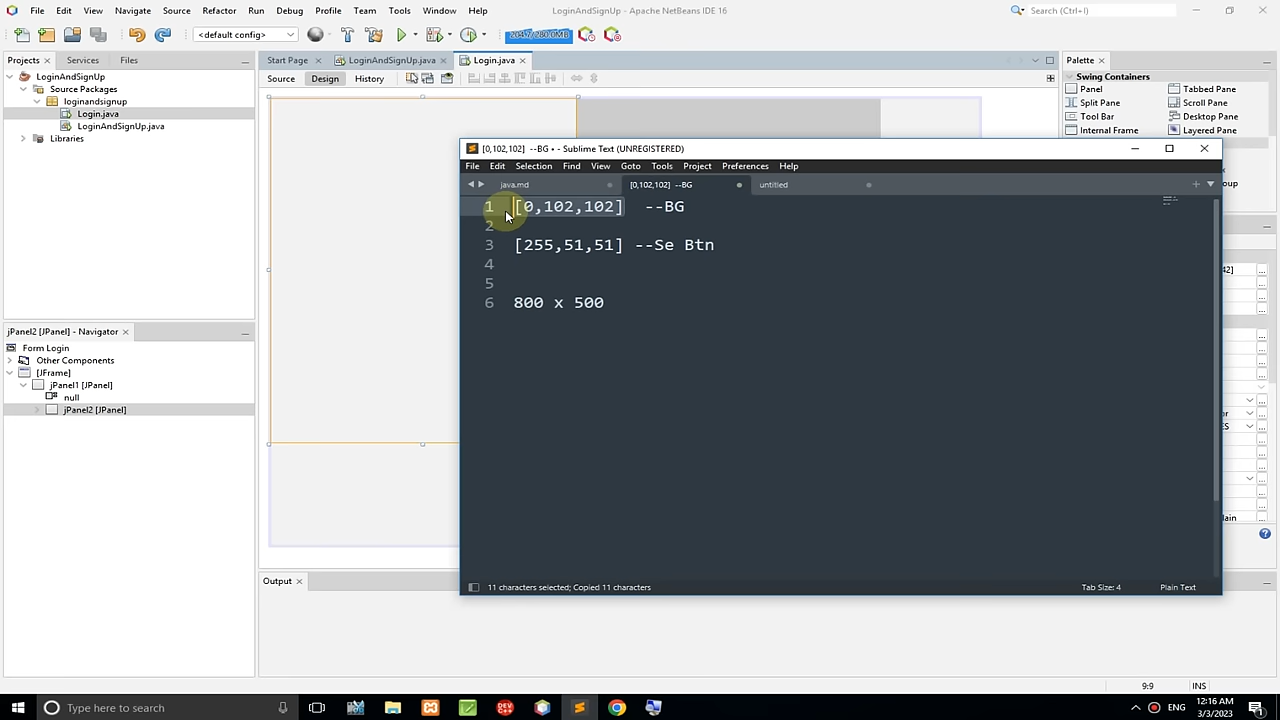 File Edit View Navigate Source Refactor Run Debug Profile Team Tools Window Help
LoginAndSignUp - Apache NetBeans IDE 16
Search (Ctrl+I)
<default config>
Projects Services Files
Start Page LoginAndSignUp.java Login.java
Palette
Source Design History
LoginAndSignUp
Source Packages
loginandsignup
Login.java
LoginAndSignUp.java
Libraries
Swing Containers
Panel Tabbed Pane
Split Pane Scroll Pane
Tool Bar Desktop Pane
Internal Frame Layered Pane
[0,102,102] --BG • - Sublime Text (UNREGISTERED)
File Edit Selection Find View Goto Tools Project Preferences Help
java.md [0,102,102] --BG untitled
1 [0,102,102] --BG
2
3 [255,51,51] --Se Btn
4
5
6 800 x 500
11 characters selected; Copied 11 characters
Tab Size: 4 Plain Text
jPanel2 [JPanel] - Navigator
Form Login
Other Components
[JFrame]
jPanel1 [JPanel]
null
jPanel2 [JPanel]
Output
9:9 INS
Type here to search
ENG
12:16 AM
3/3/2023